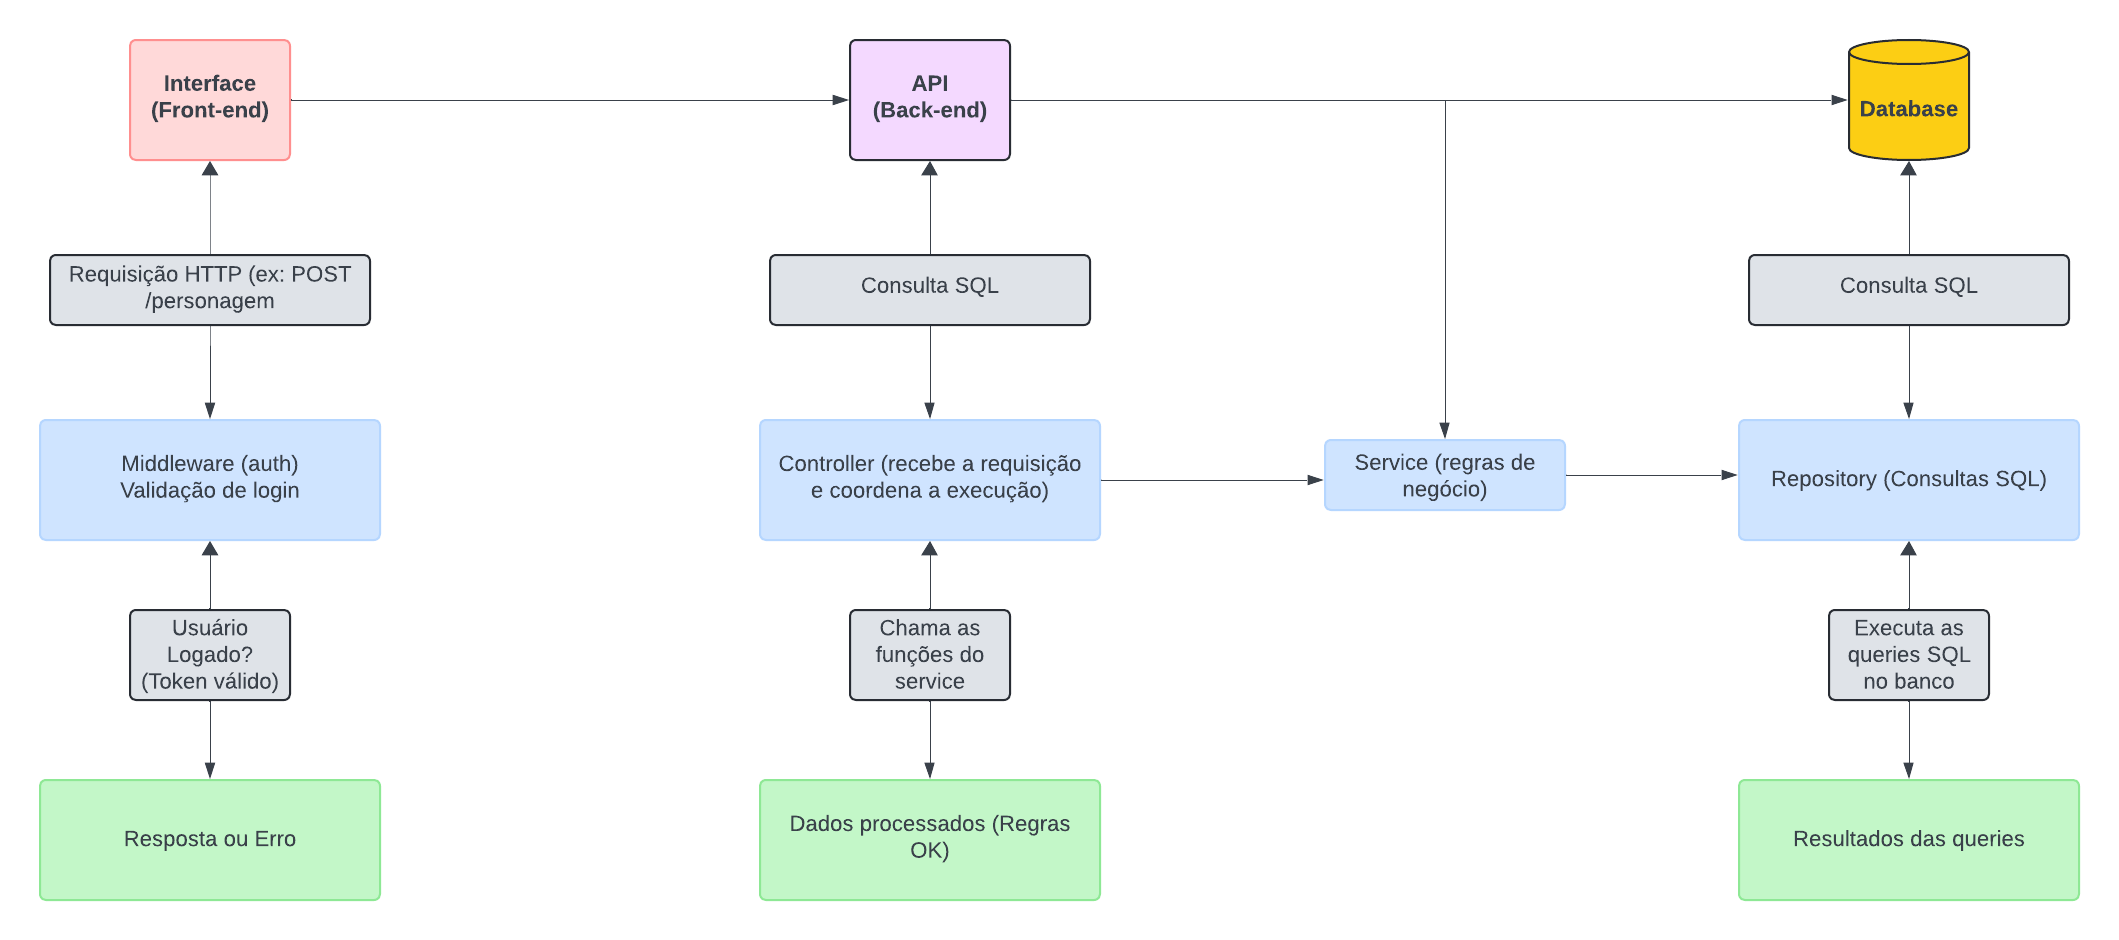 Interface
(Front-end)
API
(Back-end)
Database
Requisição HTTP (ex: POST
/personagem
Consulta SQL
Consulta SQL
Middleware (auth)
Validação de login
Controller (recebe a requisição
e coordena a execução)
Service (regras de
negócio)
Repository (Consultas SQL)
Usuário
Logado?
(Token válido)
Chama as
funções do
service
Executa as
queries SQL
no banco
Resposta ou Erro
Dados processados (Regras
OK)
Resultados das queries